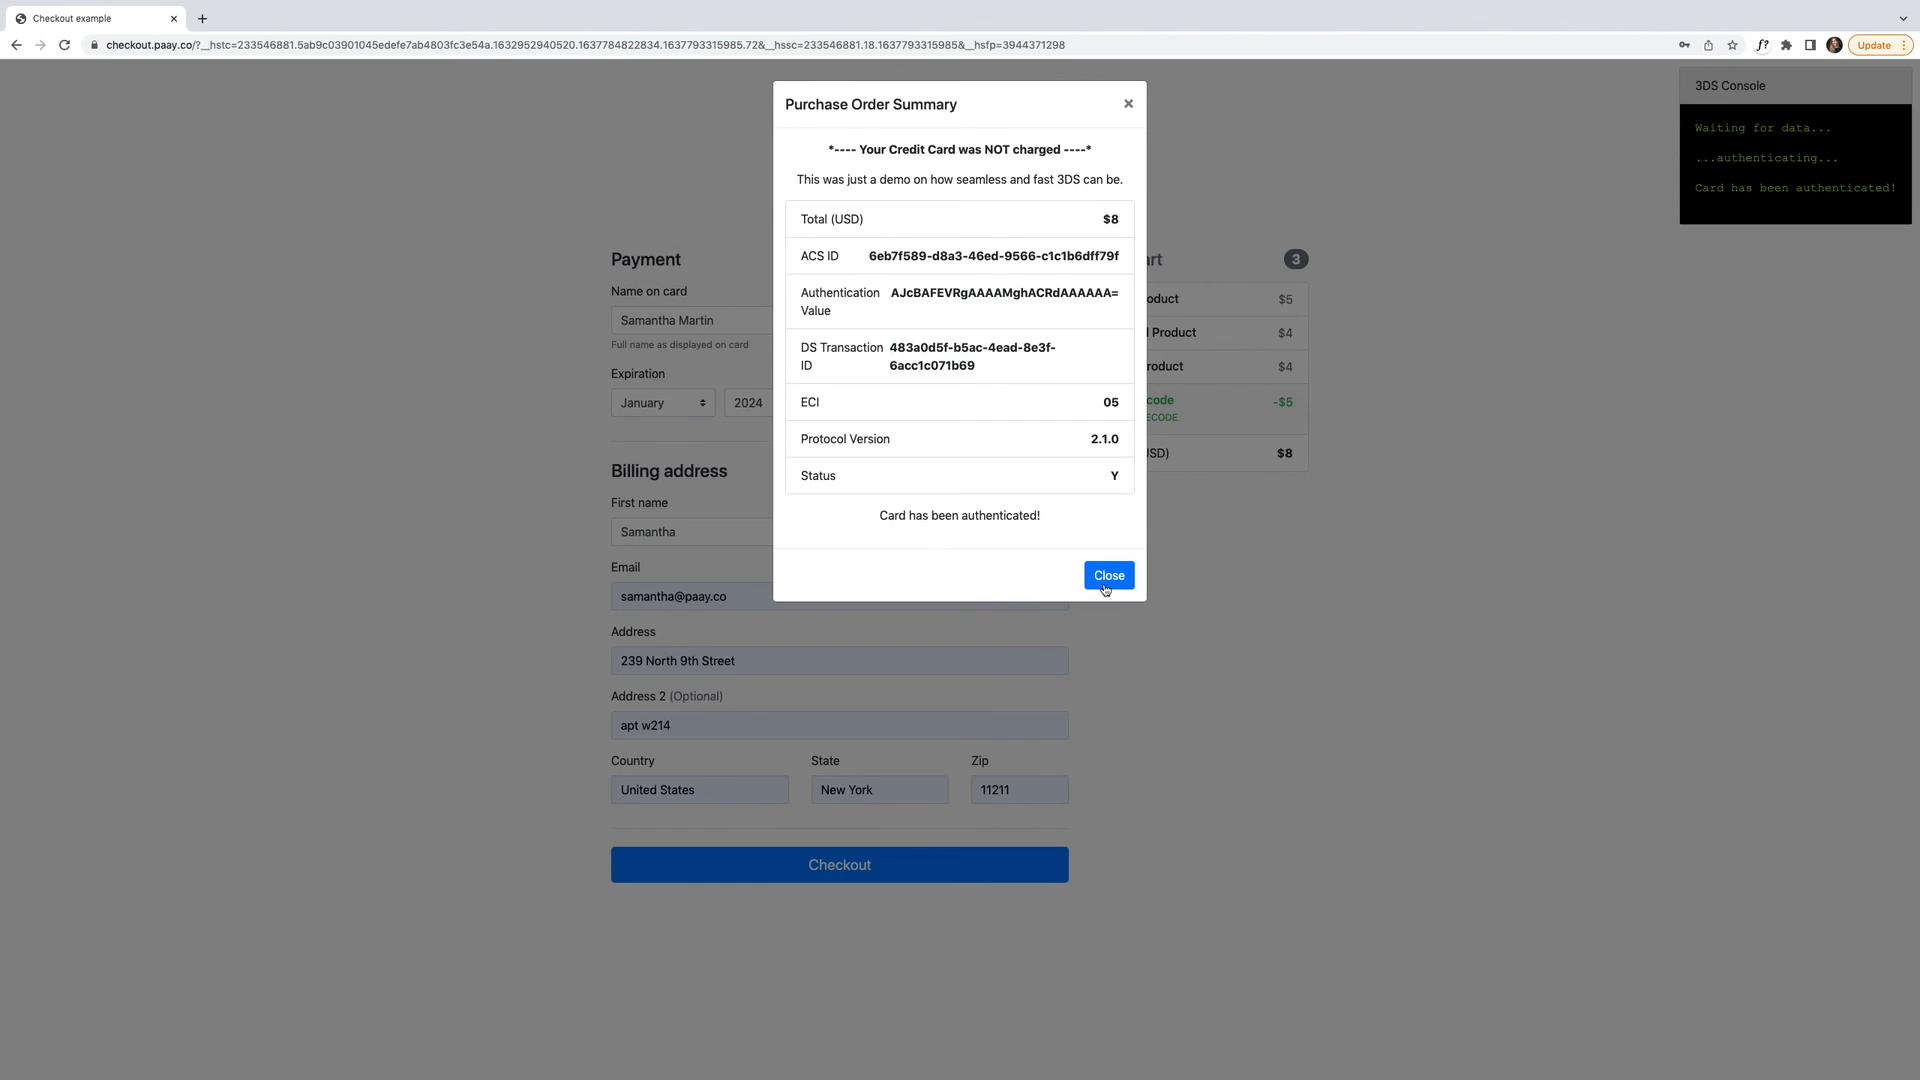 Checkout example
checkout.paay.co/?__hstc=233546881.5ab9c03901045edefe7ab4803fc3e54a.1632952940520.1637784822834.1637793315985.72&__hssc=233546881.18.1637793315985&__hsfp=3944371298
f?
Update
3DS Console
Waiting for data...
...authenticating...
Card has been authenticated!
Purchase Order Summary
*---- Your Credit Card was NOT charged ----*
This was just a demo on how seamless and fast 3DS can be.
Total (USD) $8
ACS ID 6eb7f589-d8a3-46ed-9566-c1c1b6dff79f
Authentication AJcBAFEVRgAAAAMghACRdAAAAAA=
Value
DS Transaction 483a0d5f-b5ac-4ead-8e3f-
ID 6acc1c071b69
ECI 05
Protocol Version 2.1.0
Status Y
Card has been authenticated!
Close
Payment
Name on card
Samantha Martin
Full name as displayed on card
Expiration
January 2024
Billing address
First name
Samantha
Email
samantha@paay.co
Address
239 North 9th Street
Address 2 (Optional)
apt w214
Country State Zip
United States New York 11211
Checkout
rt 3
oduct $5
l Product $4
roduct $4
code -$5
ECODE
USD) $8